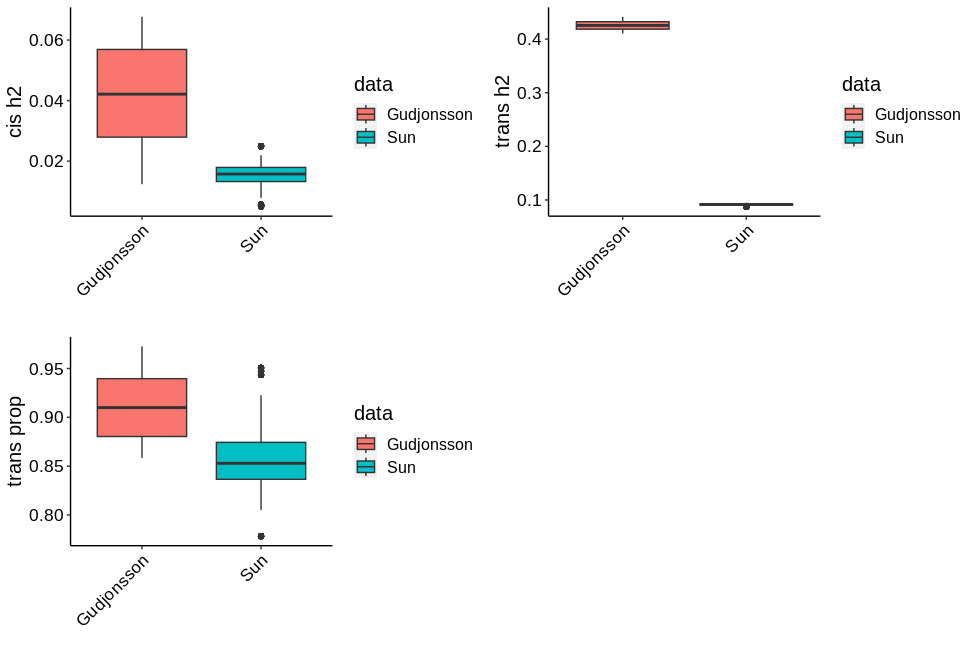 cis h2
0.06
0.04
0.02
Gudjonsson
Sun
data
Gudjonsson
Sun
trans h2
0.4
0.3
0.2
0.1
Gudjonsson
Sun
data
Gudjonsson
Sun
trans prop
0.95
0.90
0.85
0.80
Gudjonsson
Sun
data
Gudjonsson
Sun